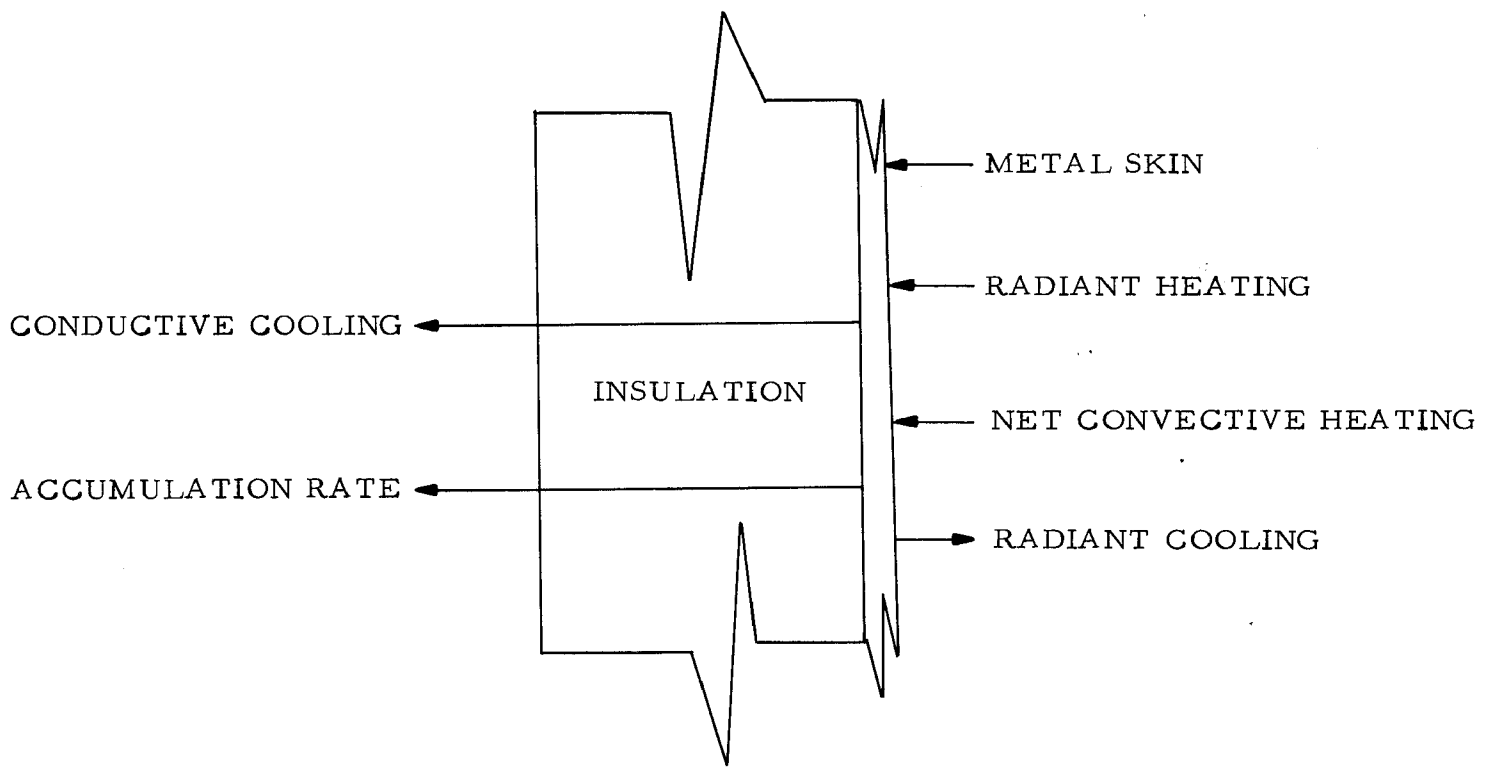 METAL SKIN
RADIANT HEATING
CONDUCTIVE COOLING
INSULATION
NET CONVECTIVE HEATING
ACCUMULATION RATE
RADIANT COOLING